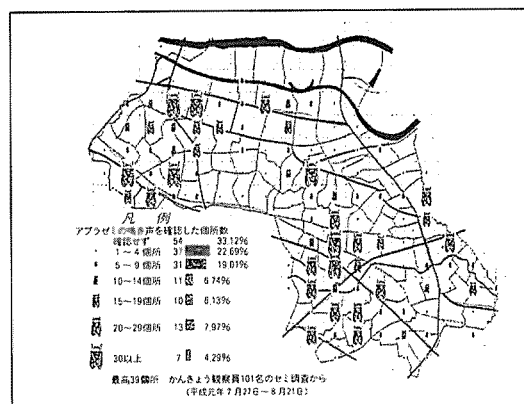 凡例
アブラゼミの鳴き声を確認した個所数
確認せず 54 33.12%
1～4個所 37 22.69%
5～9個所 31 19.01%
10～14個所 11 6.74%
15～19個所 10 6.13%
20～29個所 13 7.97%
30以上 7 4.29%
最高39個所 かんきょう観察員101名のセミ調査から
(平成元年7月27日～8月21日)